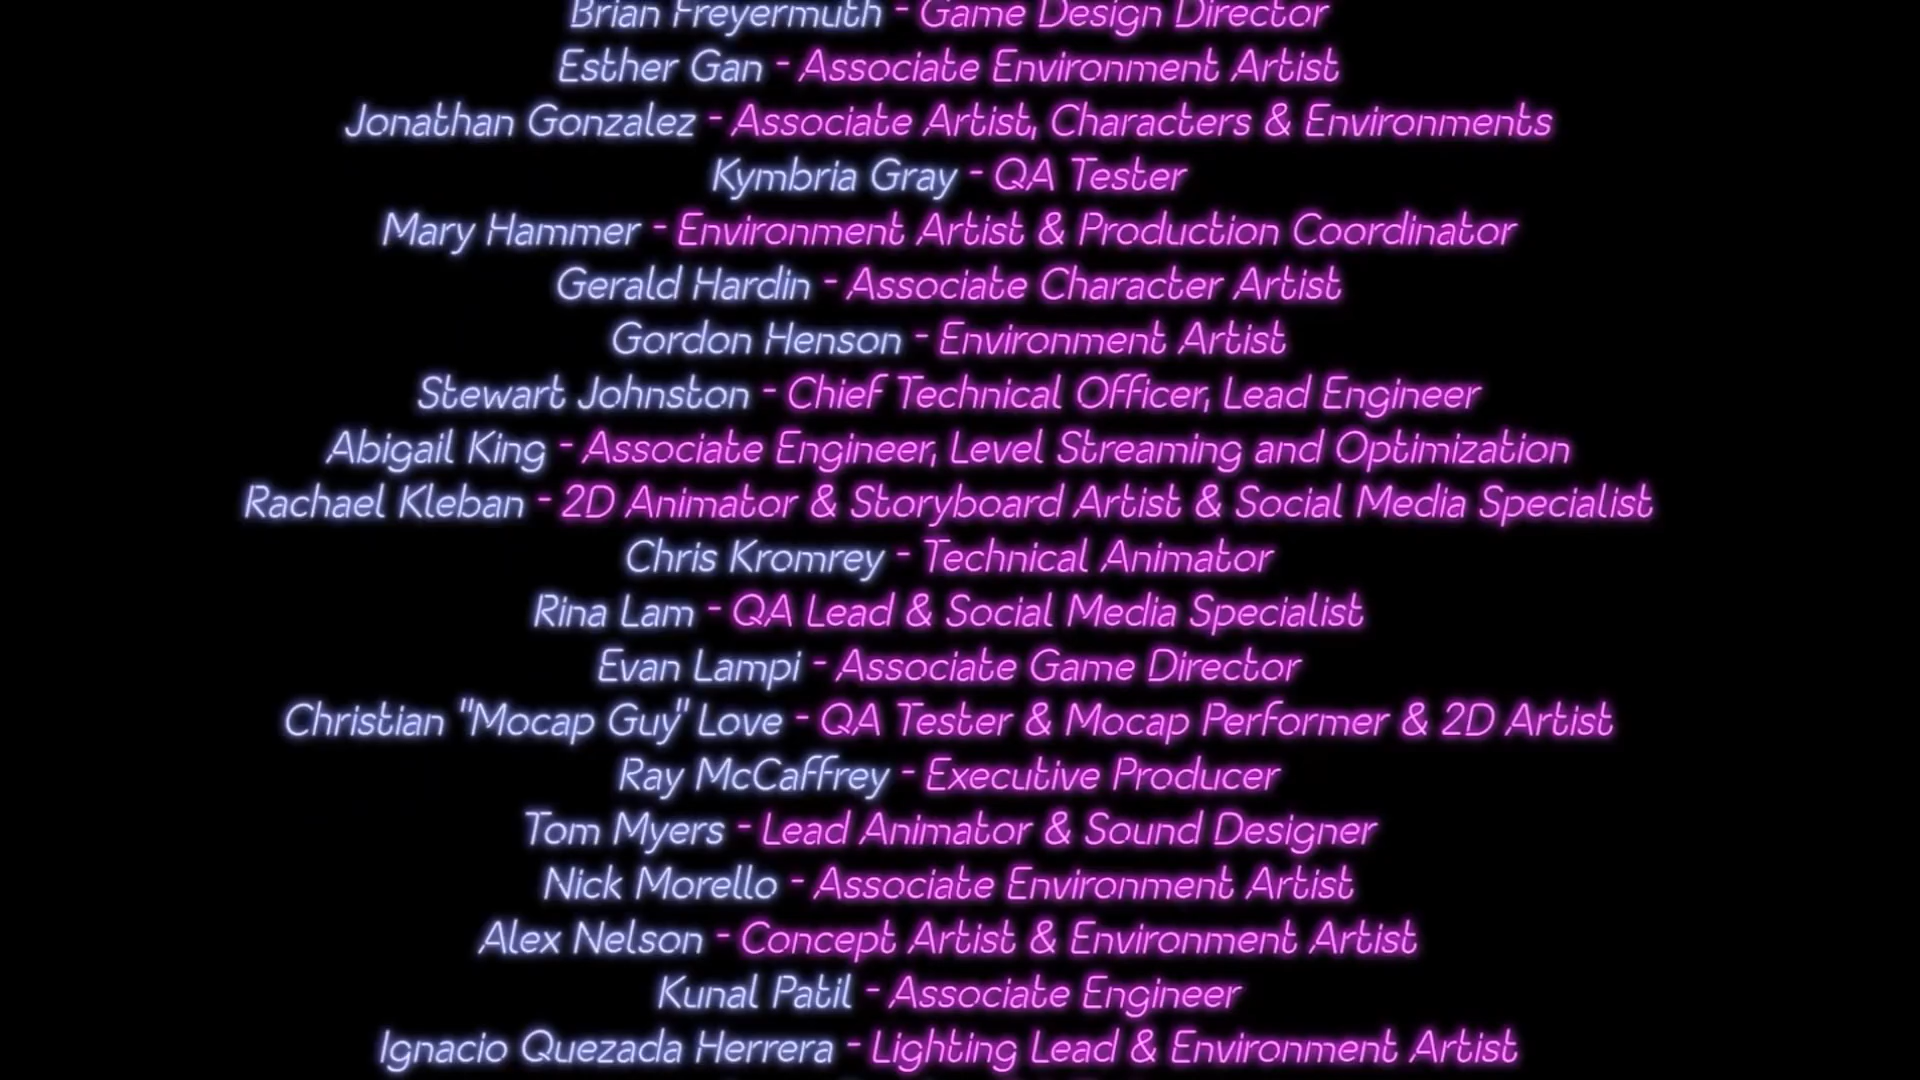 Brian Freyermuth - Game Design Director
Esther Gan - Associate Environment Artist
Jonathan Gonzalez - Associate Artist, Characters & Environments
Kymbria Gray - QA Tester
Mary Hammer - Environment Artist & Production Coordinator
Gerald Hardin - Associate Character Artist
Gordon Henson - Environment Artist
Stewart Johnston - Chief Technical Officer, Lead Engineer
Abigail King - Associate Engineer, Level Streaming and Optimization
Rachael Kleban - 2D Animator & Storyboard Artist & Social Media Specialist
Chris Kromrey - Technical Animator
Rina Lam - QA Lead & Social Media Specialist
Evan Lampi - Associate Game Director
Christian "Mocap Guy" Love - QA Tester & Mocap Performer & 2D Artist
Ray McCaffrey - Executive Producer
Tom Myers - Lead Animator & Sound Designer
Nick Morello - Associate Environment Artist
Alex Nelson - Concept Artist & Environment Artist
Kunal Patil - Associate Engineer
Ignacio Quezada Herrera - Lighting Lead & Environment Artist